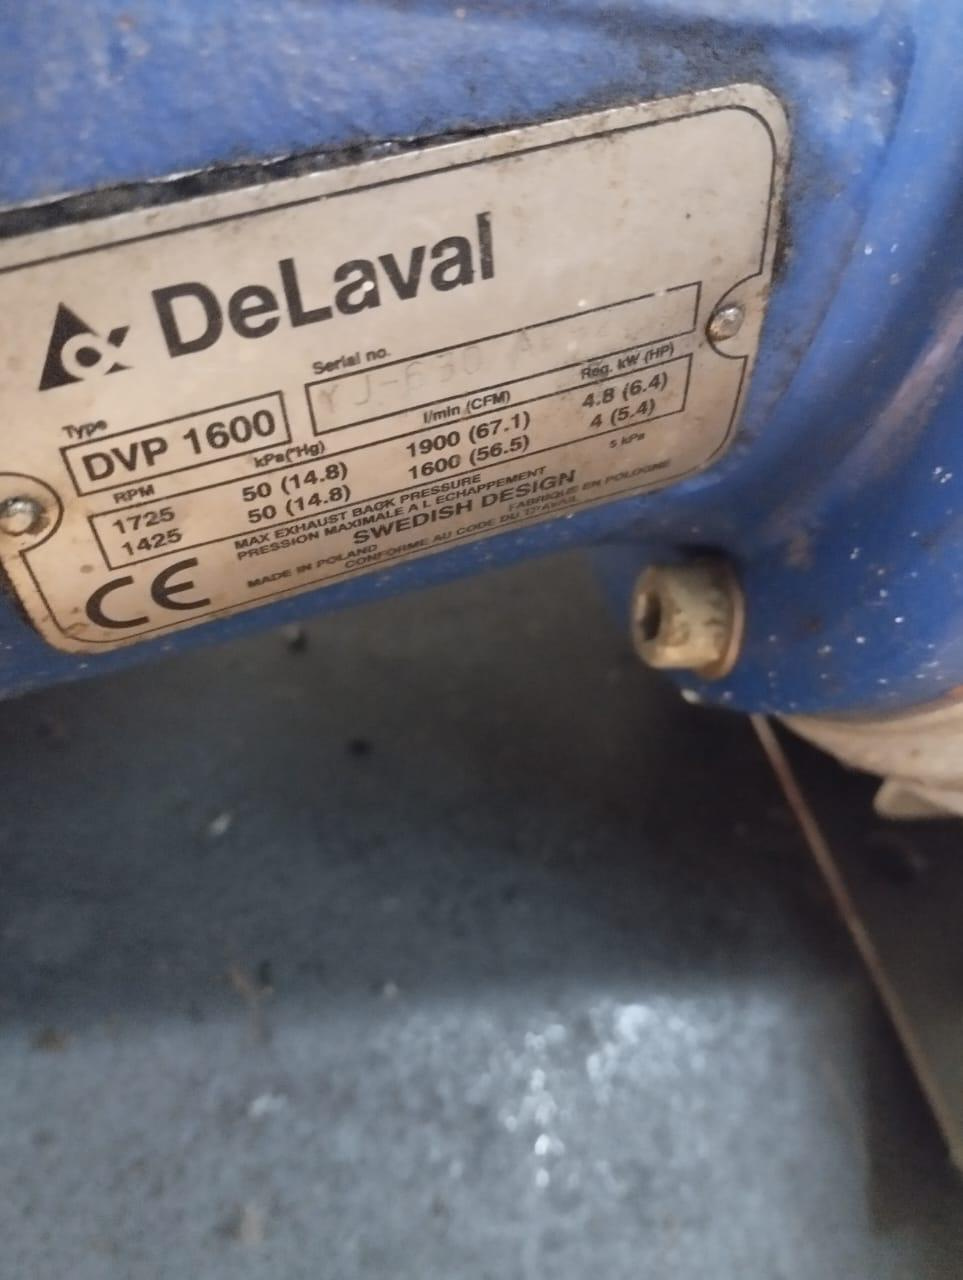 DeLaval
Serial no.
Type
DVP 1600
RPM kPa("Hg) l/min (CFM) Req. kW (HP)
1725 50 (14.8) 1900 (67.1) 4.8 (6.4)
1425 50 (14.8) 1600 (56.5) 4 (5.4)
MAX EXHAUST BACK PRESSURE 5 kPa
PRESSION MAXIMALE A L ECHAPPEMENT
SWEDISH DESIGN
MADE IN POLAND FABRIQUE EN POLOGNE
CONFORME AU CODE DU TRAVAIL
CE